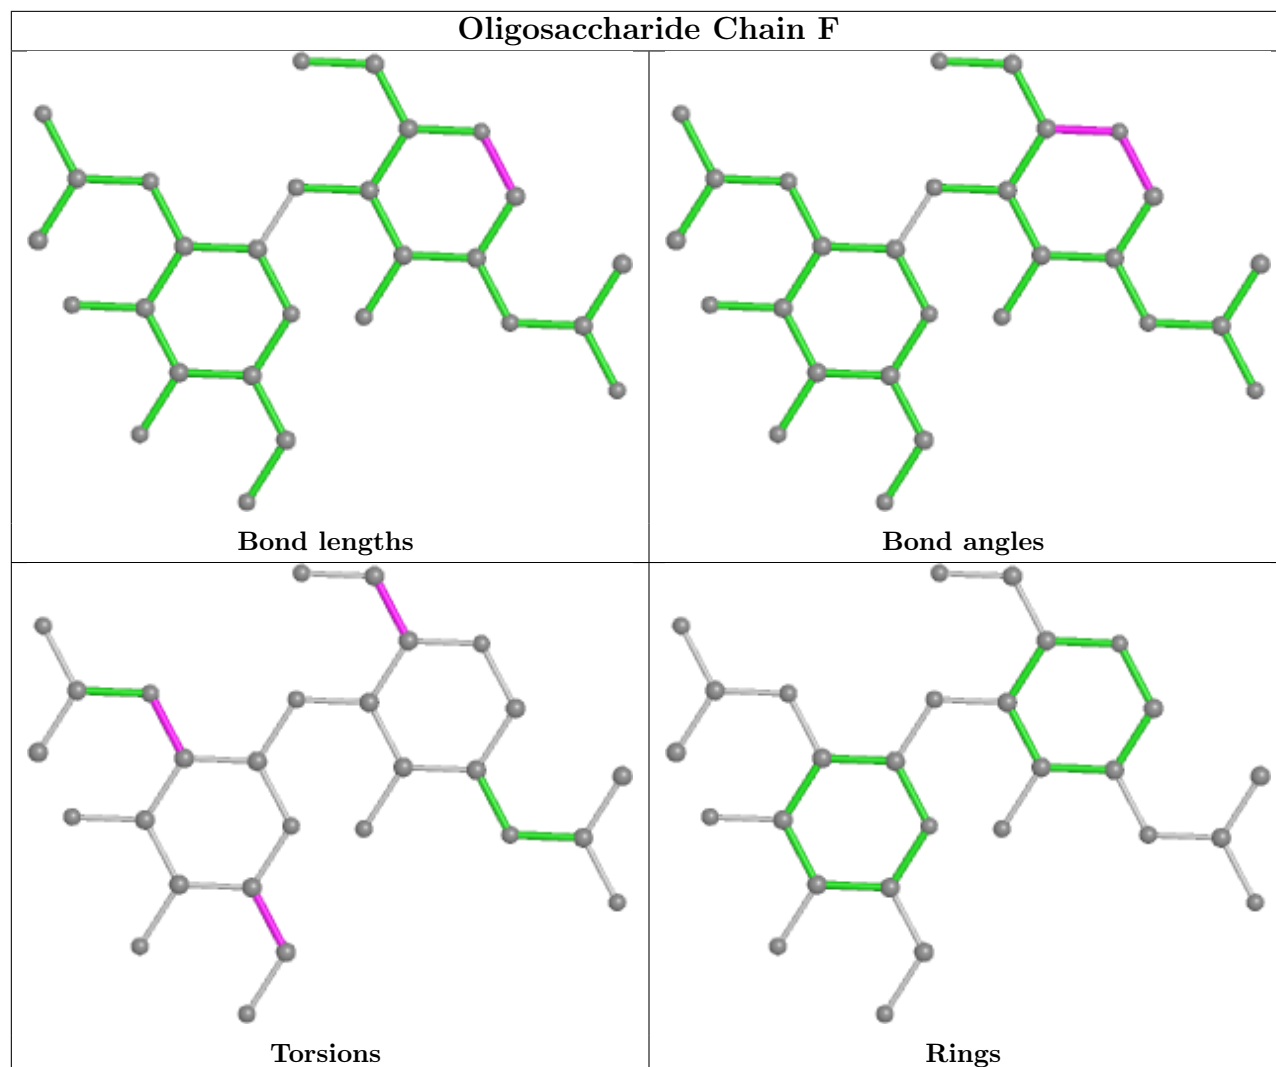 Oligosaccharide Chain F
Bond lengths
Bond angles
Torsions
Rings